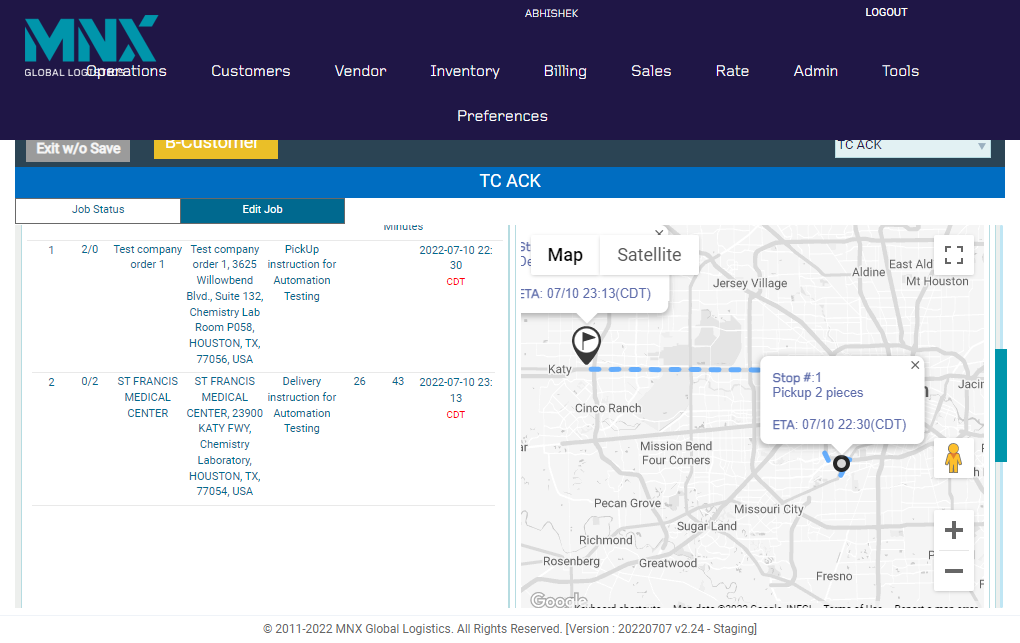 ABHISHEK
LOGOUT
MNX
GLOBAL LOGISTICS
Operations Customers Vendor Inventory Billing Sales Rate Admin Tools
Preferences
Exit w/o Save
B-Customer
TC ACK
TC ACK
Job Status
Edit Job
Minutes
1 2/0 Test company Test company PickUp 2022-07-10 22:
order 1 order 1, 3625 instruction for 30
Willowbend Automation CDT
Blvd., Suite 132, Testing
Chemistry Lab
Room P058,
HOUSTON, TX,
77056, USA
2 0/2 ST FRANCIS ST FRANCIS Delivery 26 43 2022-07-10 23:
MEDICAL MEDICAL instruction for 13
CENTER CENTER, 23900 Automation CDT
KATY FWY, Testing
Chemistry
Laboratory,
HOUSTON, TX,
77054, USA
Map
Satellite
ETA: 07/10 23:13(CDT)
Jersey Village
Aldine
East Ald
Mt Houston
Katy
Cinco Ranch
Stop #:1
Pickup 2 pieces
ETA: 07/10 22:30(CDT)
Jacin
Mission Bend
Four Corners
Pecan Grove
Missouri City
Sugar Land
Richmond
Rosenberg
Greatwood
Fresno
Google
Keyboard shortcuts
Map data ©2022 Google, INEGI
Terms of Use
Report a map error
© 2011-2022 MNX Global Logistics. All Rights Reserved. [Version : 20220707 v2.24 - Staging]